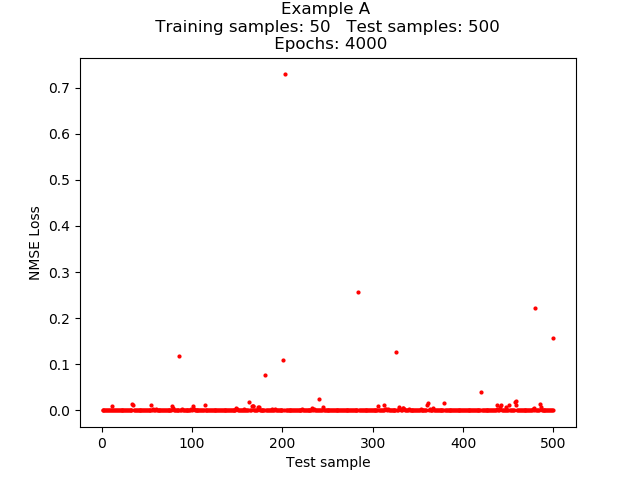 Example A
Training samples: 50   Test samples: 500
Epochs: 4000
0.7
0.6
0.5
0.4
0.3
0.2
0.1
0.0
NMSE Loss
0 100 200 300 400 500
Test sample